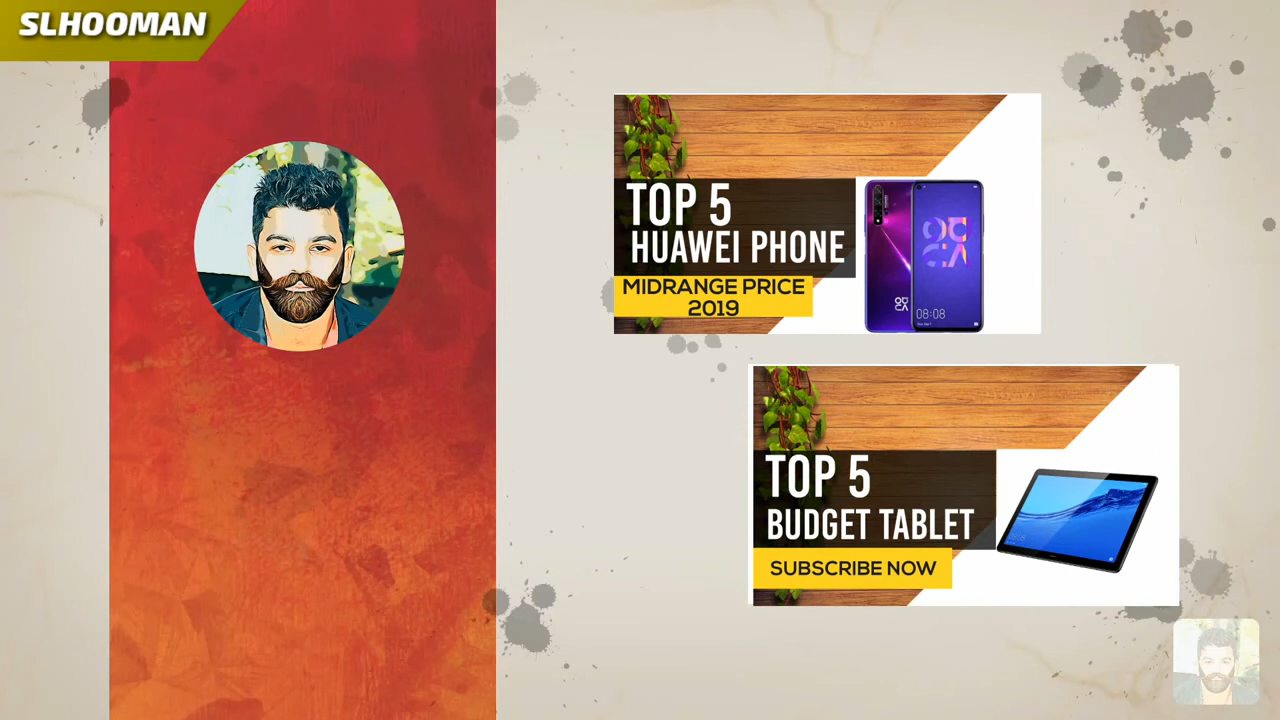 SLHOOMAN
TOP 5
HUAWEI PHONE
MIDRANGE PRICE
2019
08:08
TOP 5
BUDGET TABLET
SUBSCRIBE NOW